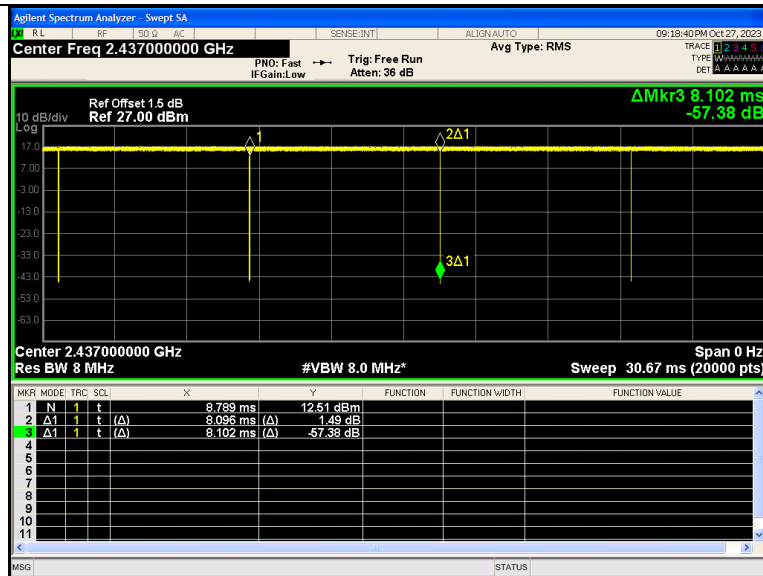 Agilent Spectrum Analyzer - Swept SA
LXI RL RF 50 Ω AC SENSE:INT ALIGN AUTO 09:18:40 PM Oct 27, 2023
Center Freq 2.437000000 GHz
PNO: Fast
IFGain:Low
Trig: Free Run
Atten: 36 dB
Avg Type: RMS
TRACE 1 2 3 4 5
TYPE W
DET A A A A A
ΔMkr3 8.102 ms
-57.38 dB
Ref Offset 1.5 dB
10 dB/div Ref 27.00 dBm
Log
1 2Δ1
17.0
7.00
-3.00
-13.0
-23.0
-33.0
3Δ1
-43.0
-53.0
-63.0
Center 2.437000000 GHz Span 0 Hz
Res BW 8 MHz #VBW 8.0 MHz* Sweep 30.67 ms (20000 pts)
MKR MODE TRC SCL X Y FUNCTION FUNCTION WIDTH FUNCTION VALUE
1 N 1 t 8.789 ms 12.51 dBm
2 Δ1 1 t (Δ) 8.096 ms (Δ) 1.49 dB
3 Δ1 1 t (Δ) 8.102 ms (Δ) -57.38 dB
4
5
6
7
8
9
10
11
MSG STATUS